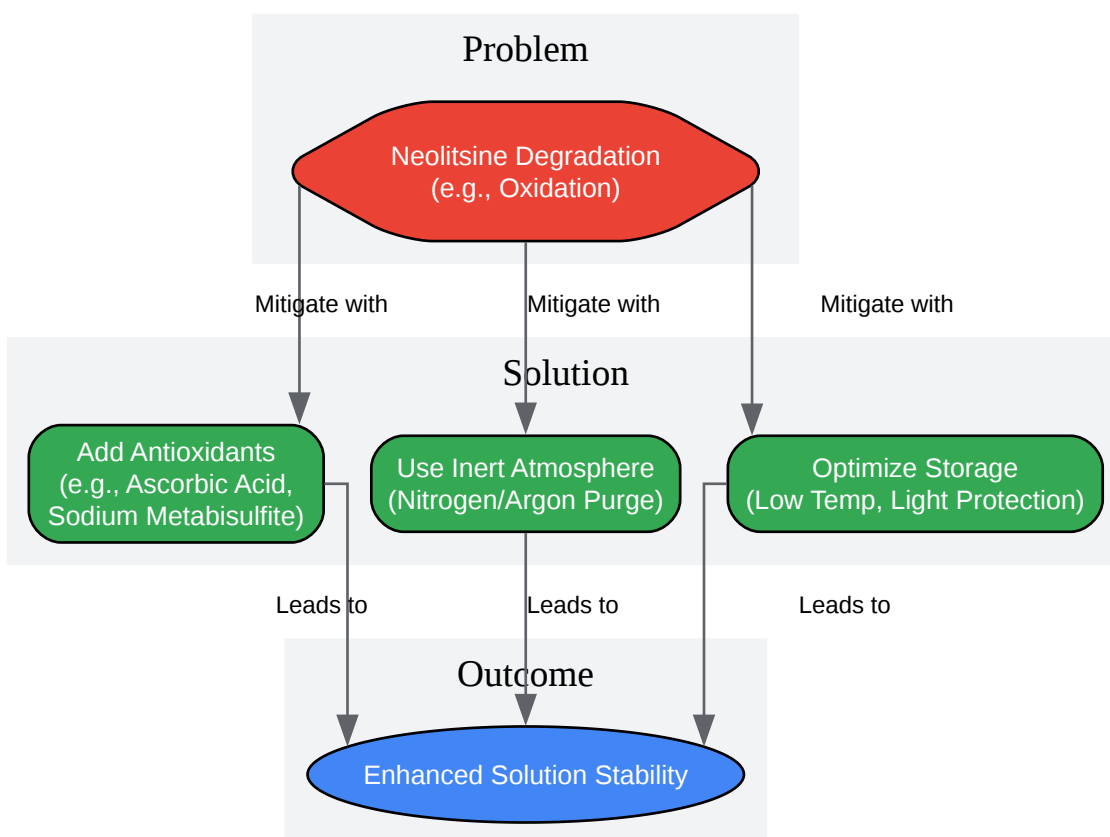 Problem
Neolitsine Degradation
(e.g., Oxidation)
Mitigate with
Mitigate with
Mitigate with
Solution
Add Antioxidants
(e.g., Ascorbic Acid,
Sodium Metabisulfite)
Use Inert Atmosphere
(Nitrogen/Argon Purge)
Optimize Storage
(Low Temp, Light Protection)
Leads to
Leads to
Leads to
Outcome
Enhanced Solution Stability